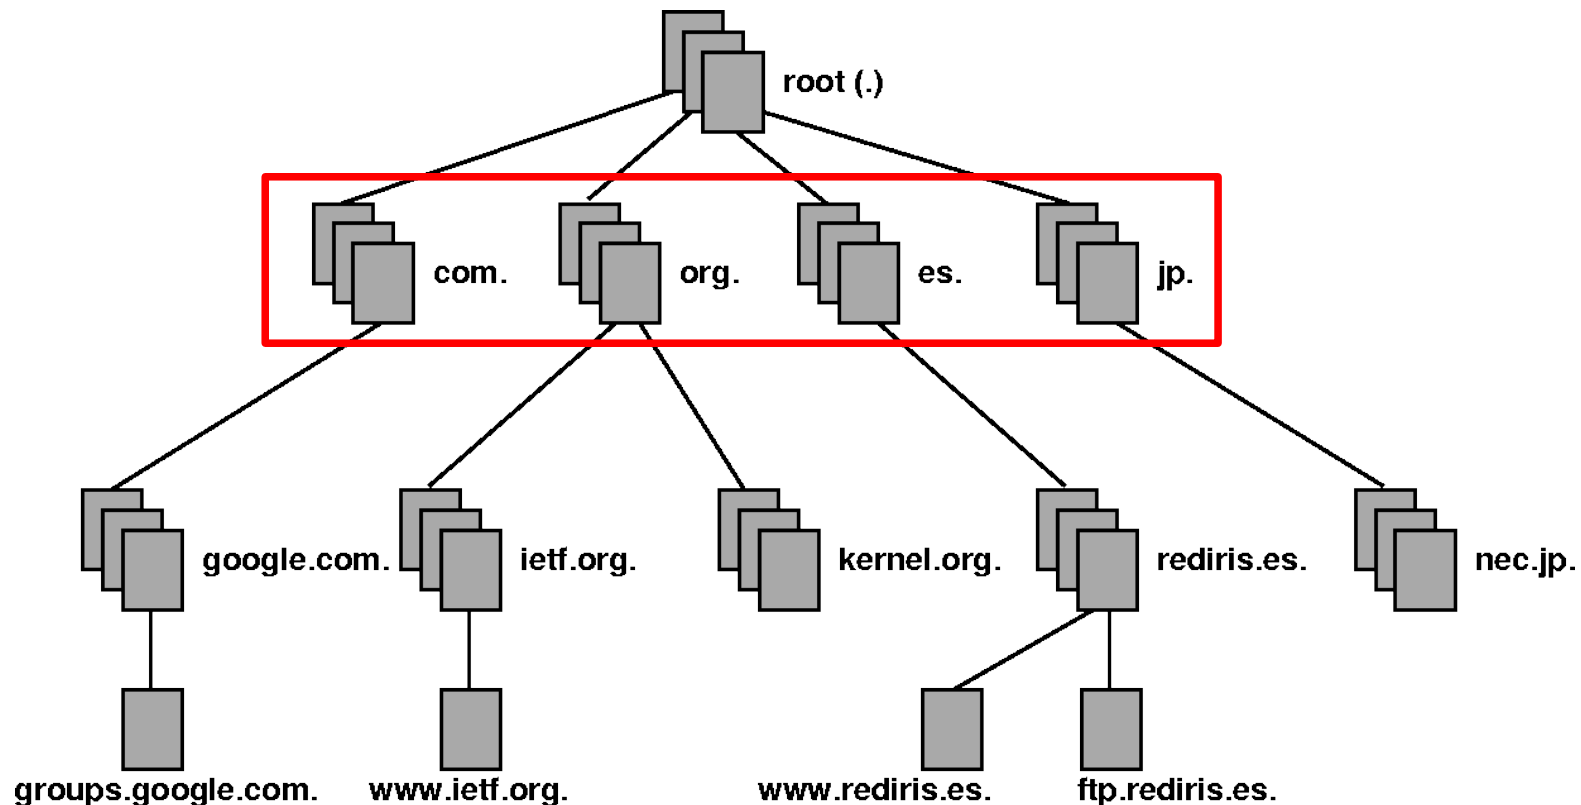 root (.)
com.
org.
es.
jp.
google.com.
ietf.org.
kernel.org.
rediris.es.
nec.jp.
groups.google.com.
www.ietf.org.
www.rediris.es.
ftp.rediris.es.